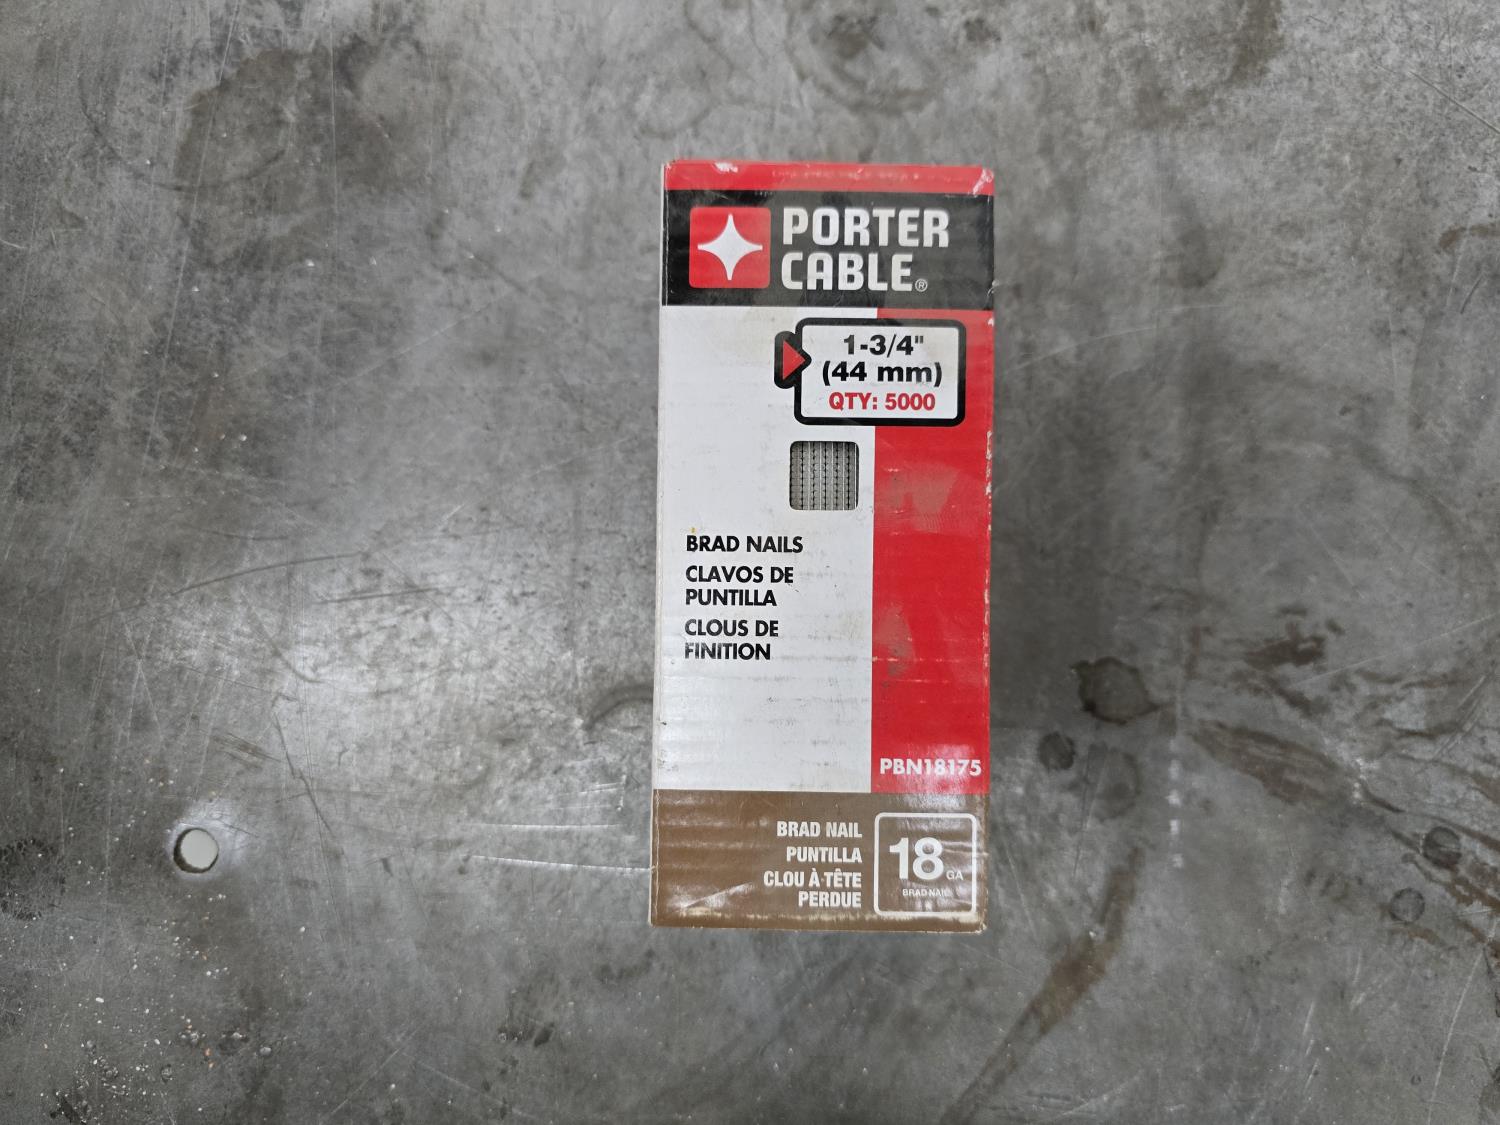 PORTER
CABLE®
1-3/4"
(44 mm)
QTY: 5000
BRAD NAILS
CLAVOS DE
PUNTILLA
CLOUS DE
FINITION
PBN18175
BRAD NAIL
PUNTILLA
CLOU À TÊTE
PERDUE
18 GA
BRAD NAIL